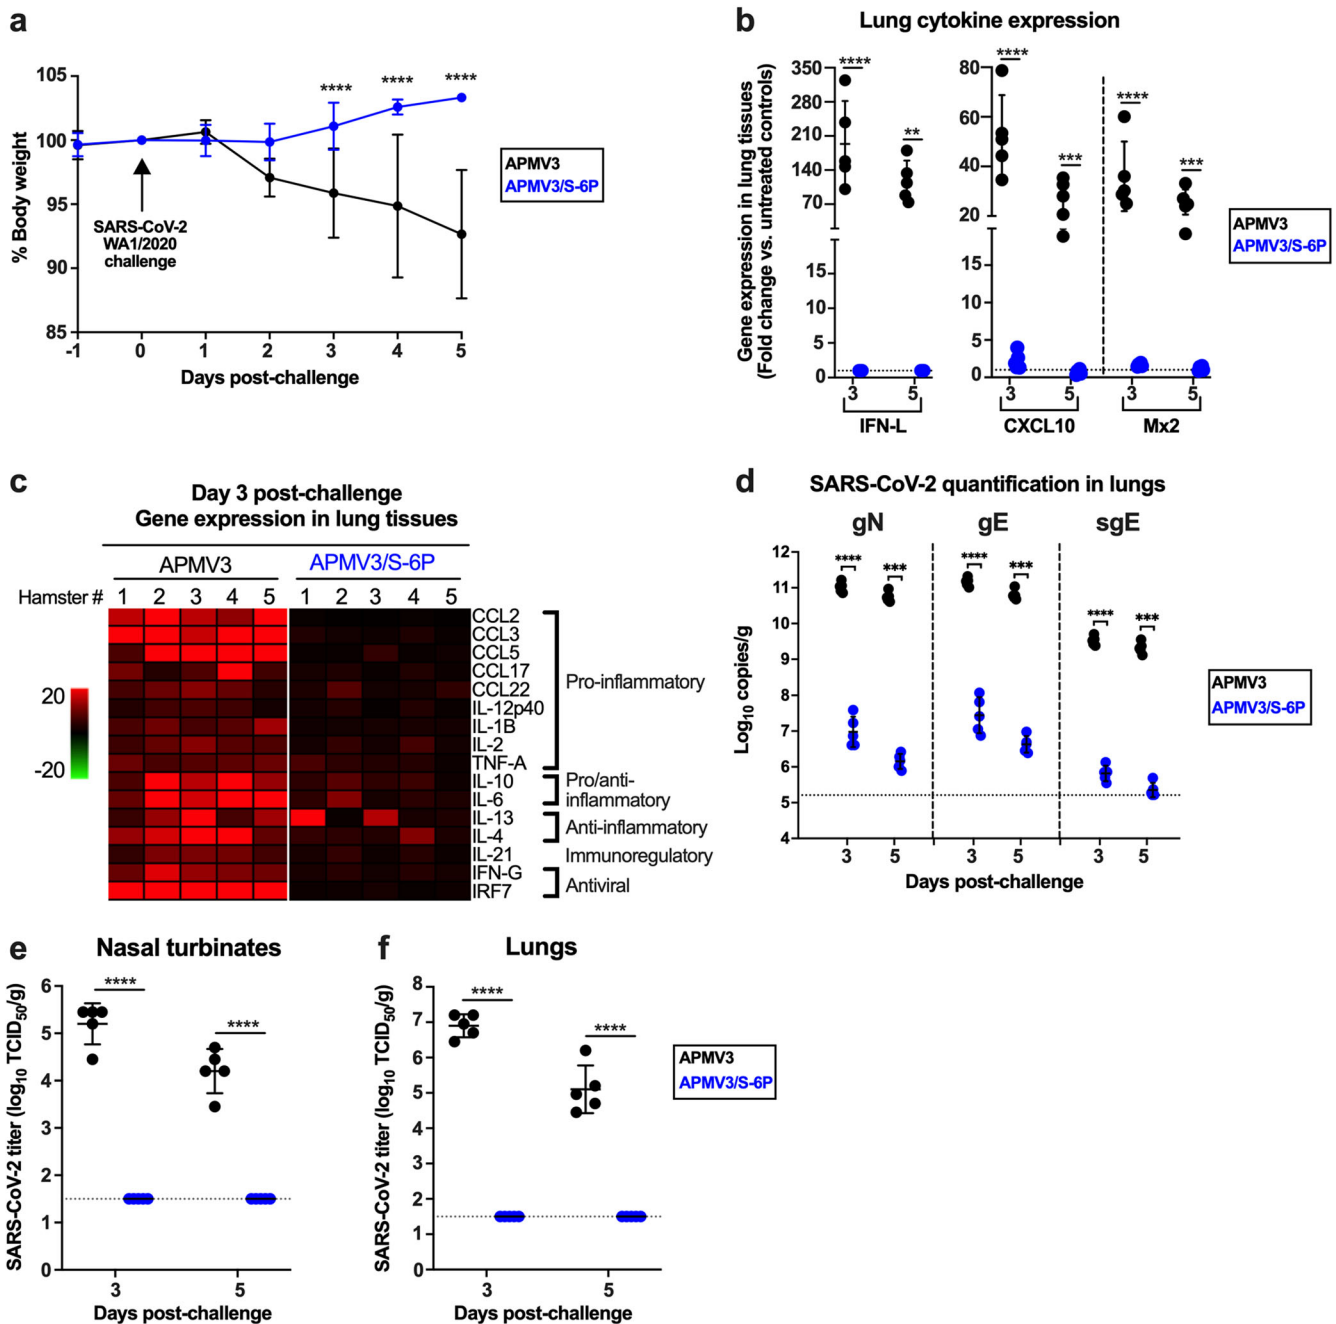 a
105
100
95
90
85
% Body weight
****
****
****
SARS-CoV-2
WA1/2020
challenge
-1 0 1 2 3 4 5
Days post-challenge
APMV3
APMV3/S-6P
b
Lung cytokine expression
Gene expression in lung tissues
(Fold change vs. untreated controls)
350
280
210
140
70
15
10
5
0
****
**
3 5
IFN-L
80
60
40
20
15
10
5
0
****
***
****
***
3 5 3 5
CXCL10 Mx2
APMV3
APMV3/S-6P
c
Day 3 post-challenge
Gene expression in lung tissues
APMV3 APMV3/S-6P
Hamster # 1 2 3 4 5 1 2 3 4 5
20
-20
CCL2
CCL3
CCL5
CCL17
CCL22
IL-12p40
IL-1B
IL-2
TNF-A
IL-10
IL-6
IL-13
IL-4
IL-21
IFN-G
IRF7
Pro-inflammatory
Pro/anti-
inflammatory
Anti-inflammatory
Immunoregulatory
Antiviral
d
SARS-CoV-2 quantification in lungs
gN gE sgE
12
11
10
9
8
7
6
5
4
Log10 copies/g
**** *** **** *** **** ***
3 5 3 5 3 5
Days post-challenge
APMV3
APMV3/S-6P
e
Nasal turbinates
SARS-CoV-2 titer (log10 TCID50/g)
6
5
4
3
2
1
0
****
****
3 5
Days post-challenge
f
Lungs
SARS-CoV-2 titer (log10 TCID50/g)
8
7
6
5
4
3
2
1
0
****
****
3 5
Days post-challenge
APMV3
APMV3/S-6P